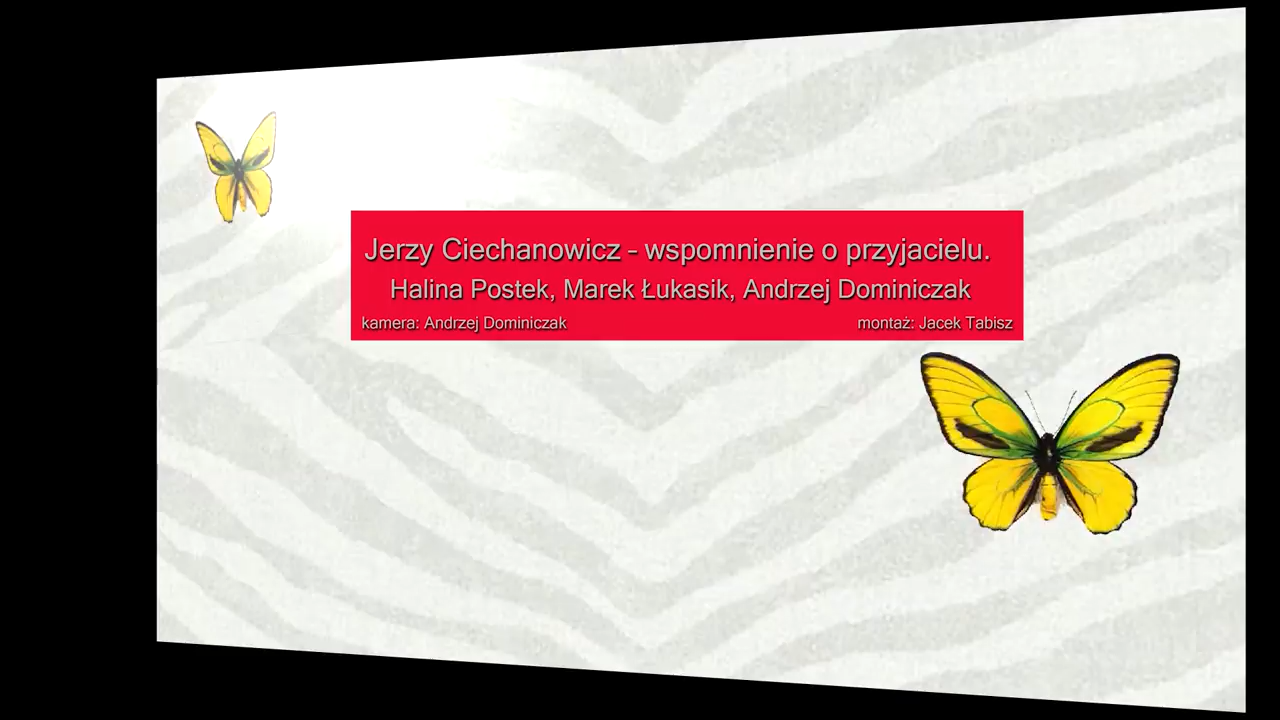 Jerzy Ciechanowicz - wspomnienie o przyjacielu.
Halina Postek, Marek Łukasik, Andrzej Dominiczak
kamera: Andrzej Dominiczak montaż: Jacek Tabisz